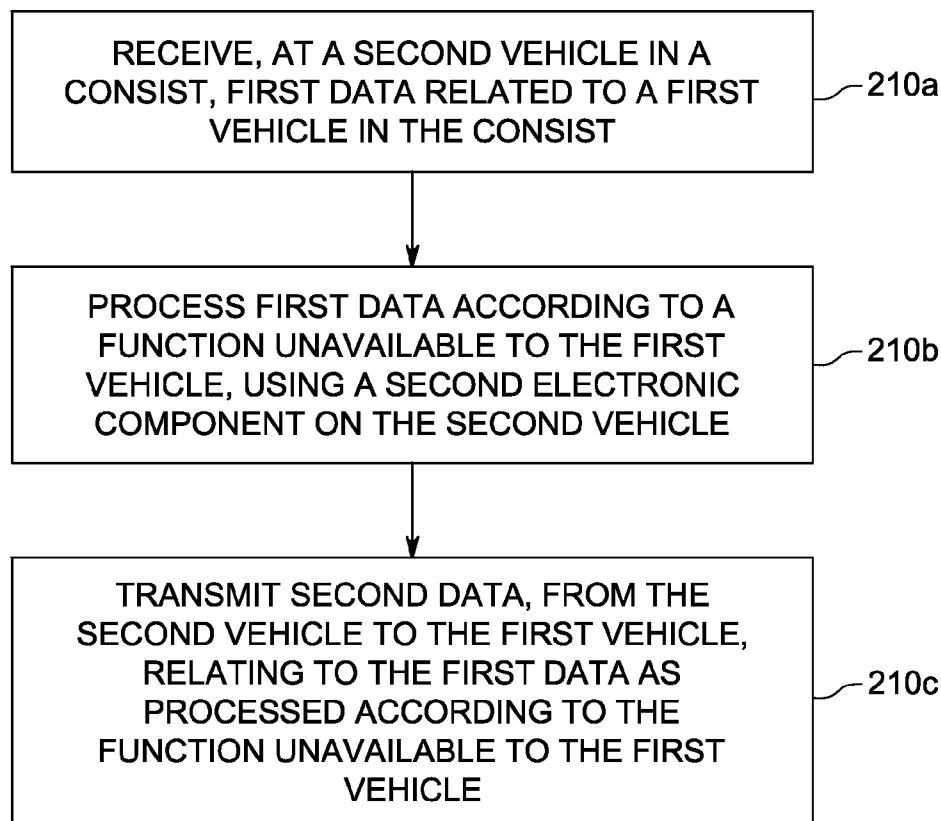 RECEIVE, AT A SECOND VEHICLE IN A
CONSIST, FIRST DATA RELATED TO A FIRST
VEHICLE IN THE CONSIST
210a
PROCESS FIRST DATA ACCORDING TO A
FUNCTION UNAVAILABLE TO THE FIRST
VEHICLE, USING A SECOND ELECTRONIC
COMPONENT ON THE SECOND VEHICLE
210b
TRANSMIT SECOND DATA, FROM THE
SECOND VEHICLE TO THE FIRST VEHICLE,
RELATING TO THE FIRST DATA AS
PROCESSED ACCORDING TO THE
FUNCTION UNAVAILABLE TO THE FIRST
VEHICLE
210c